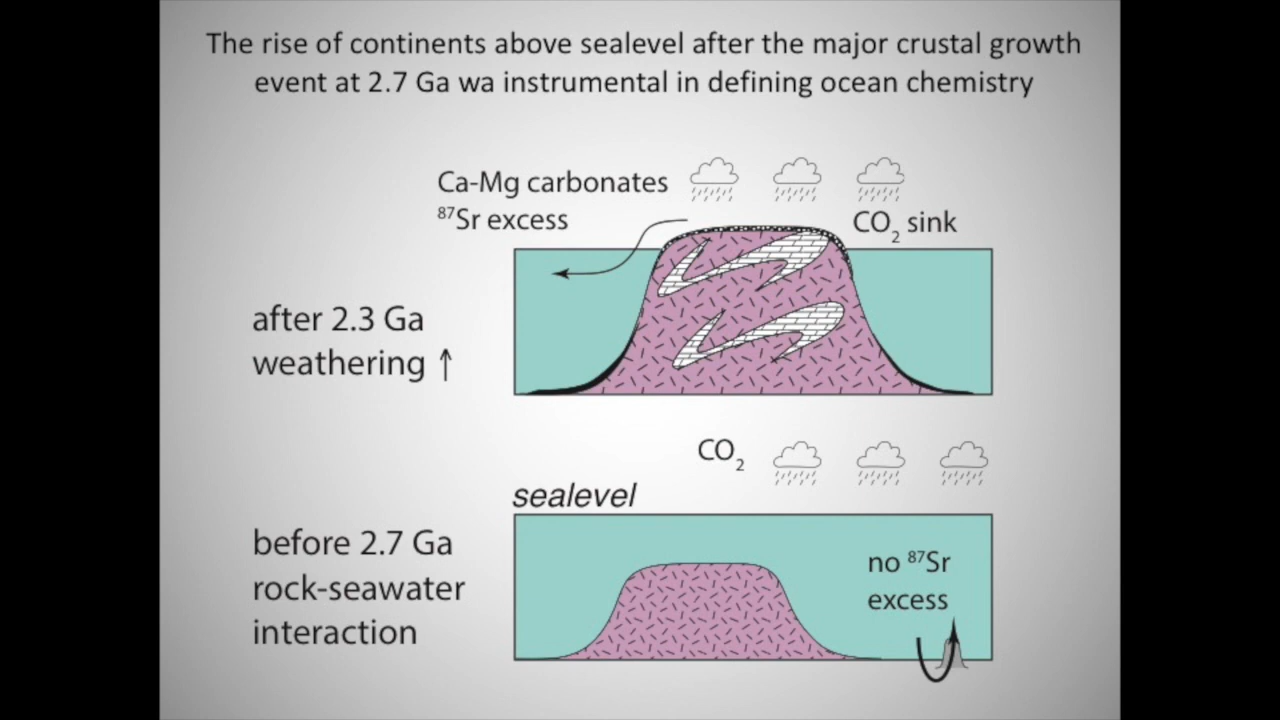 The rise of continents above sealevel after the major crustal growth
event at 2.7 Ga wa instrumental in defining ocean chemistry
Ca-Mg carbonates
⁸⁷Sr excess
CO₂ sink
after 2.3 Ga
weathering ↑
CO₂
sealevel
before 2.7 Ga
rock-seawater
interaction
no ⁸⁷Sr
excess